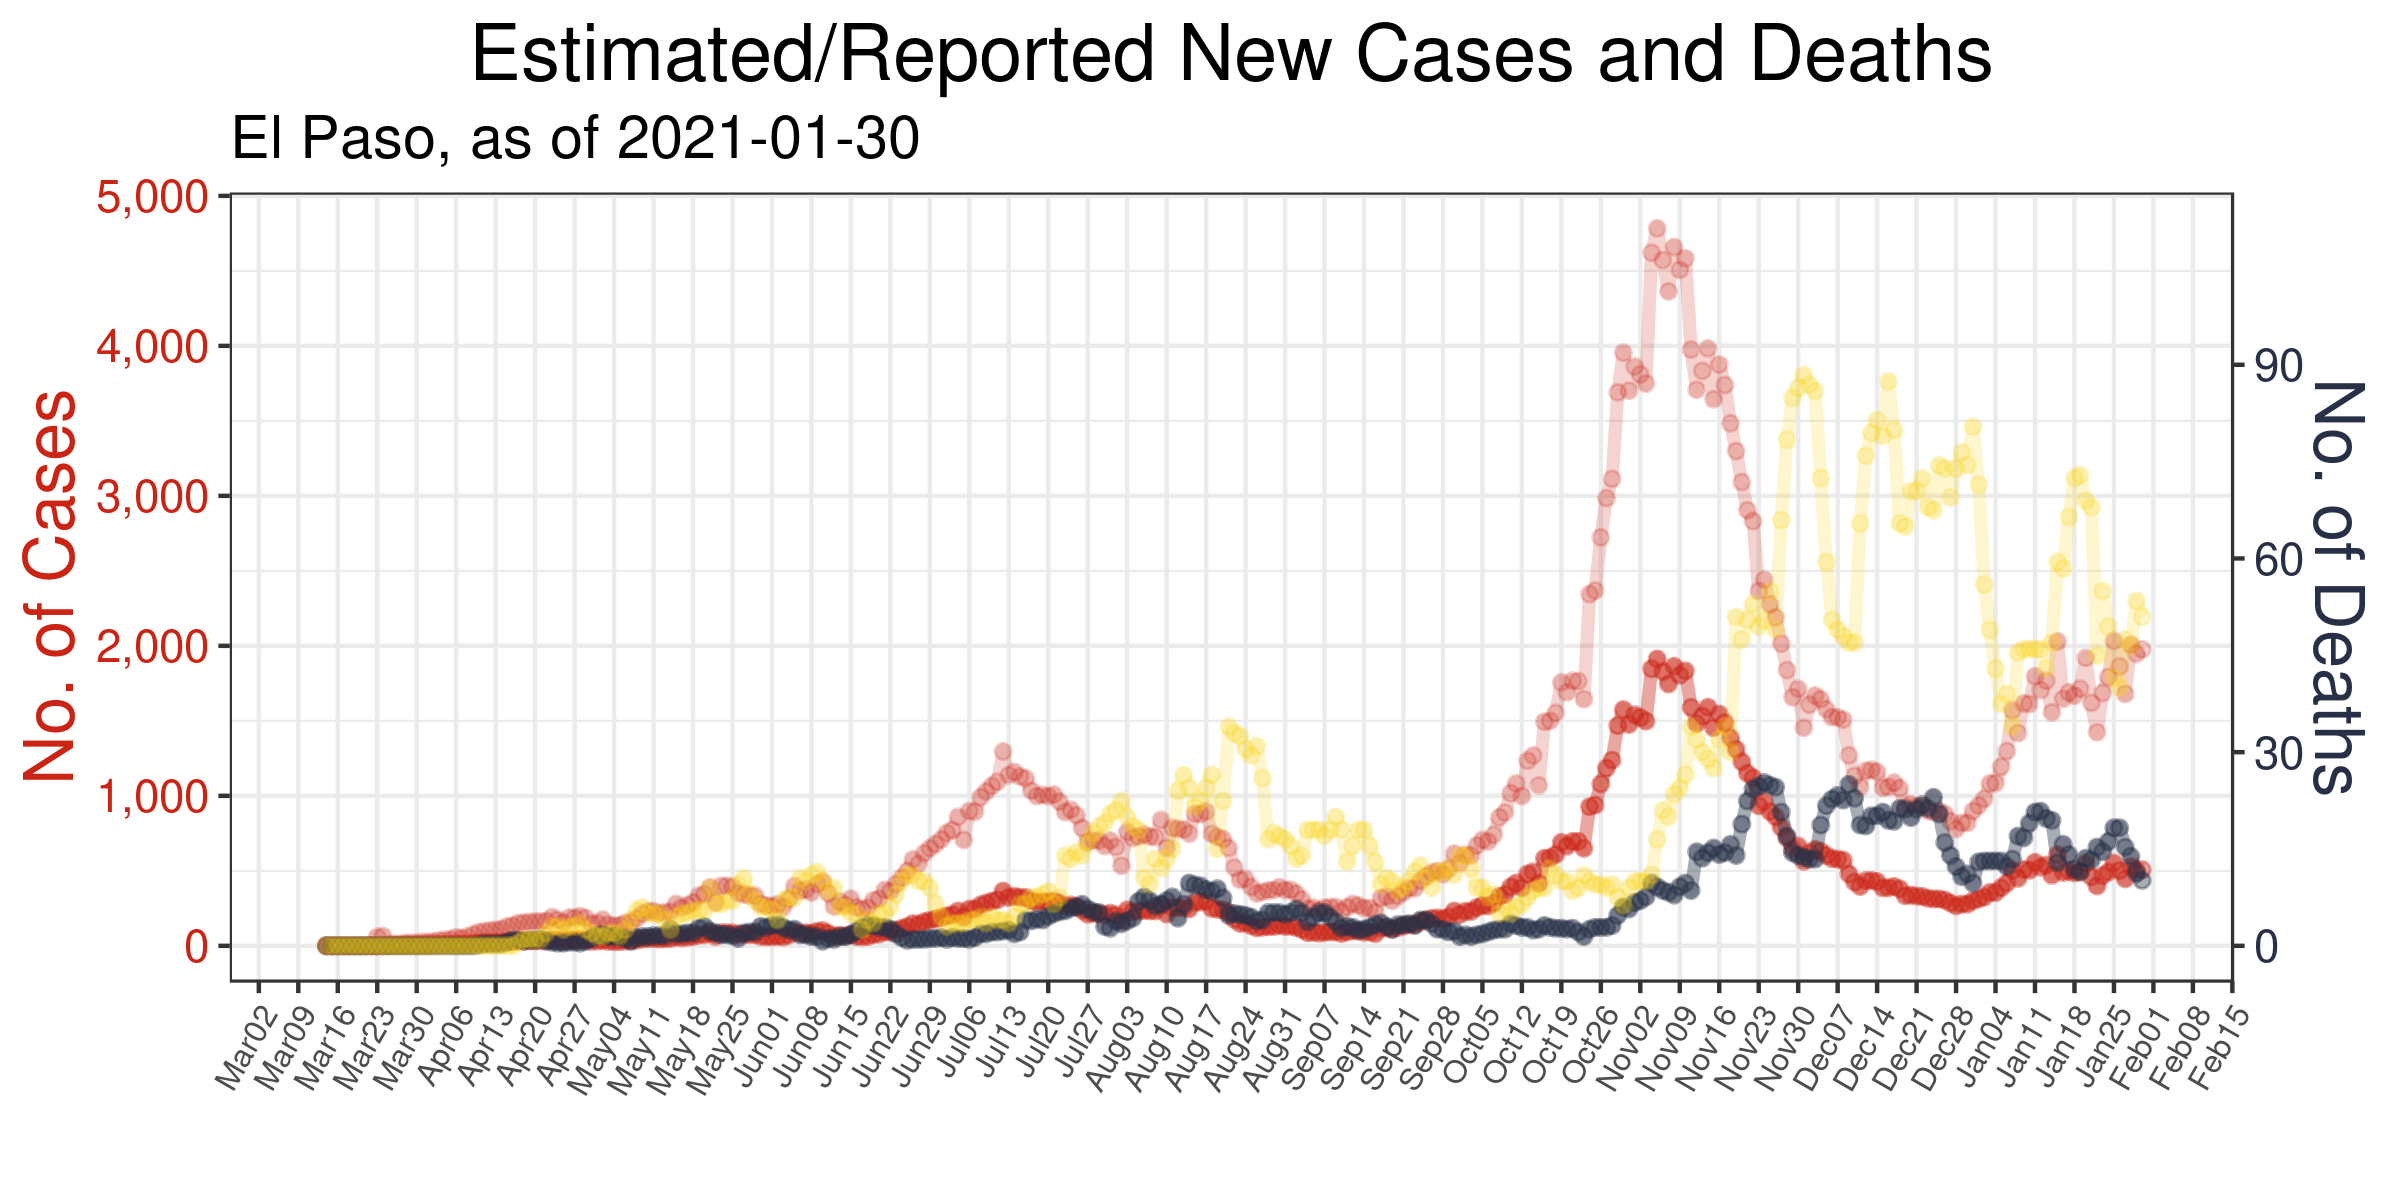 Estimated/Reported New Cases and Deaths
El Paso, as of 2021-01-30
No. of Cases
5,000
4,000
3,000
2,000
1,000
0
90
60
30
0
No. of Deaths
Mar02
Mar09
Mar16
Mar23
Mar30
Apr06
Apr13
Apr20
Apr27
May04
May11
May18
May25
Jun01
Jun08
Jun15
Jun22
Jun29
Jul06
Jul13
Jul20
Jul27
Aug03
Aug10
Aug17
Aug24
Aug31
Sep07
Sep14
Sep21
Sep28
Oct05
Oct12
Oct19
Oct26
Nov02
Nov09
Nov16
Nov23
Nov30
Dec07
Dec14
Dec21
Dec28
Jan04
Jan11
Jan18
Jan25
Feb01
Feb08
Feb15